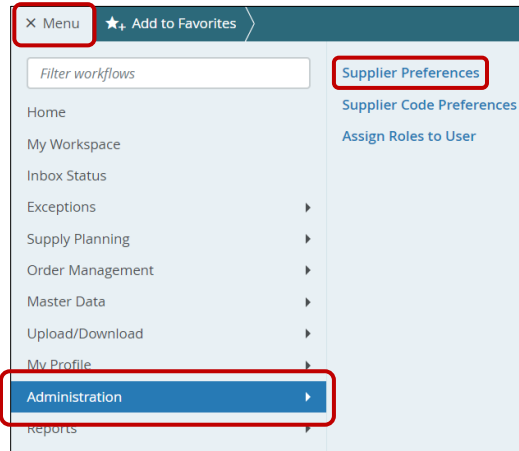 × Menu
★+ Add to Favorites
Filter workflows
Home
My Workspace
Inbox Status
Exceptions
Supply Planning
Order Management
Master Data
Upload/Download
My Profile
Administration
Reports
Supplier Preferences
Supplier Code Preferences
Assign Roles to User